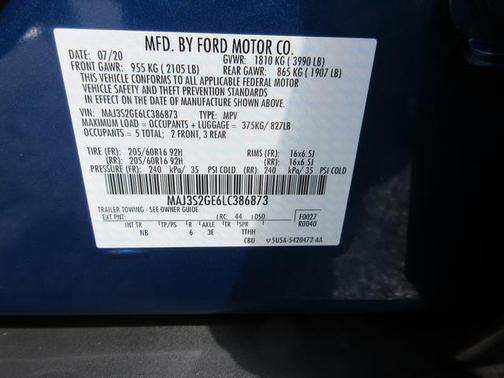 MFD. BY FORD MOTOR CO.
DATE: 07/20 GVWR: 1810 KG ( 3990 LB)
FRONT GAWR: 955 KG ( 2105 LB) REAR GAWR: 865 KG ( 1907 LB)
THIS VEHICLE CONFORMS TO ALL APPLICABLE FEDERAL MOTOR
VEHICLE SAFETY AND THEFT PREVENTION STANDARDS IN EFFECT ON
THE DATE OF MANUFACTURE SHOWN ABOVE.
VIN: MAJ3S2GE6LC386873 TYPE: MPV
MAXIMUM LOAD = OCCUPANTS + LUGGAGE = 375KG/ 827LB
OCCUPANTS = 5 TOTAL; 2 FRONT, 3 REAR
TIRE (FR): 205/60R16 92H RIMS (FR): 16x6.5J
(RR): 205/60R16 92H (RR): 16x6.5J
PRESSURE(FR): 240 kPa/ 35 PSI COLD (RR): 240 kPa/ 35 PSI COLD
MAJ3S2GE6LC386873
TRAILER TOWING - SEE OWNER GUIDE
EXT PNT: RC: 44 DSO: F0027
R0040
INT TR TP/PS R AXLE TR SPR
NB 6 3E TTHH
CBU 5USA-5420472-AA